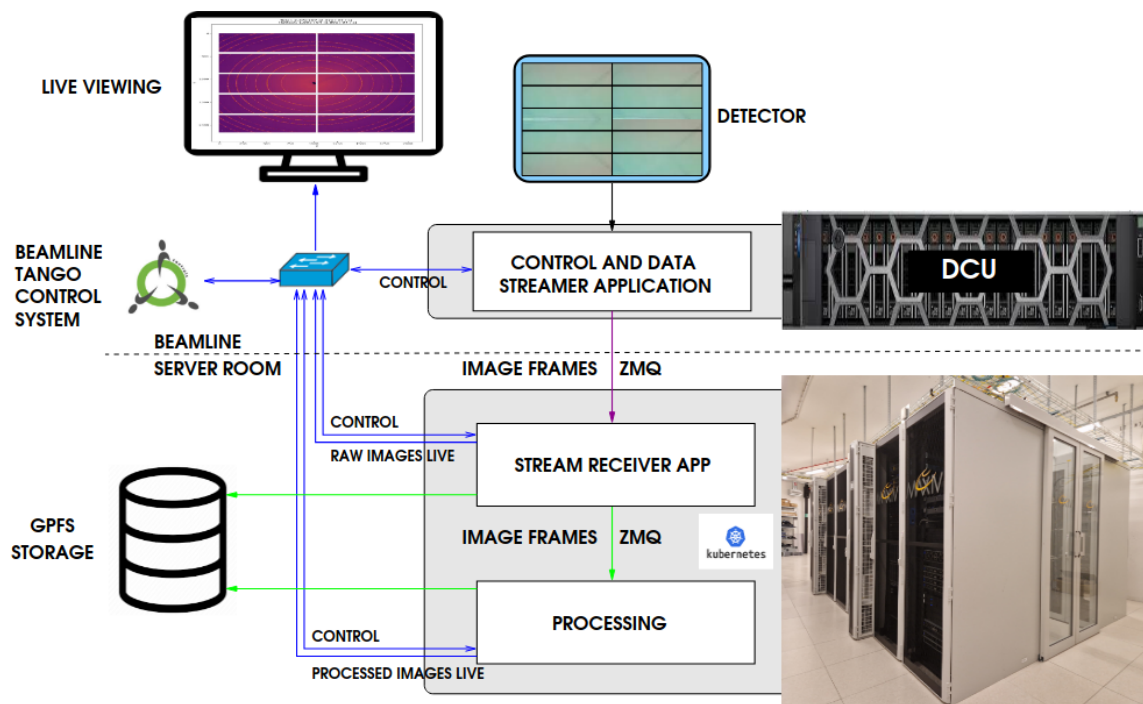 LIVE VIEWING
DETECTOR
BEAMLINE
TANGO
CONTROL
SYSTEM
CONTROL
CONTROL AND DATA
STREAMER APPLICATION
DCU
BEAMLINE
SERVER ROOM
IMAGE FRAMES ZMQ
CONTROL
RAW IMAGES LIVE
STREAM RECEIVER APP
GPFS
STORAGE
IMAGE FRAMES ZMQ
kubernetes
PROCESSING
CONTROL
PROCESSED IMAGES LIVE